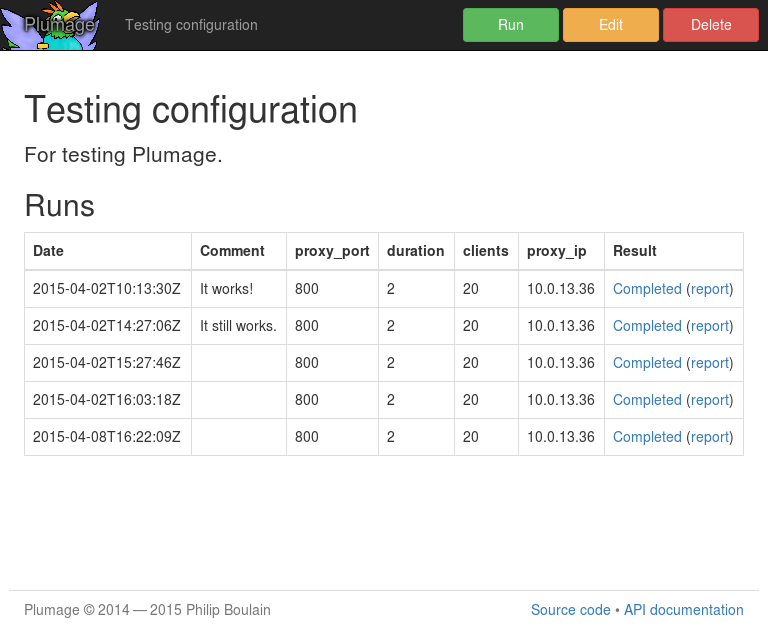 Plumage Testing configuration Run Edit Delete
Testing configuration
For testing Plumage.
Runs
Date Comment proxy_port duration clients proxy_ip Result
2015-04-02T10:13:30Z It works! 800 2 20 10.0.13.36 Completed (report)
2015-04-02T14:27:06Z It still works. 800 2 20 10.0.13.36 Completed (report)
2015-04-02T15:27:46Z 800 2 20 10.0.13.36 Completed (report)
2015-04-02T16:03:18Z 800 2 20 10.0.13.36 Completed (report)
2015-04-08T16:22:09Z 800 2 20 10.0.13.36 Completed (report)
Plumage © 2014 — 2015 Philip Boulain Source code • API documentation